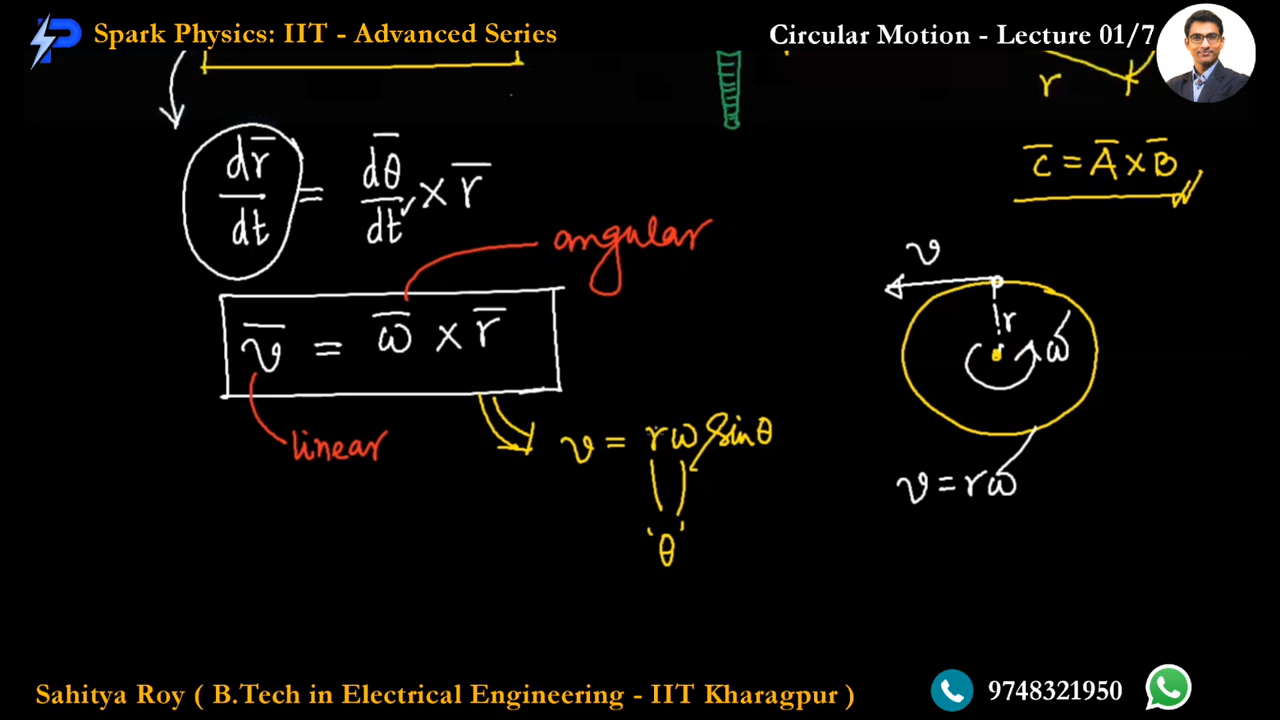 Spark Physics: IIT - Advanced Series
Circular Motion - Lecture 01/7
r
c̄ = Ā × B̄
dr̄/dt = dθ̄/dt × r̄
angular
v̄ = ω̄ × r̄
linear
v = rω sinθ
'θ'
v
r
ω
v = rω
Sahitya Roy ( B.Tech in Electrical Engineering - IIT Kharagpur )
9748321950